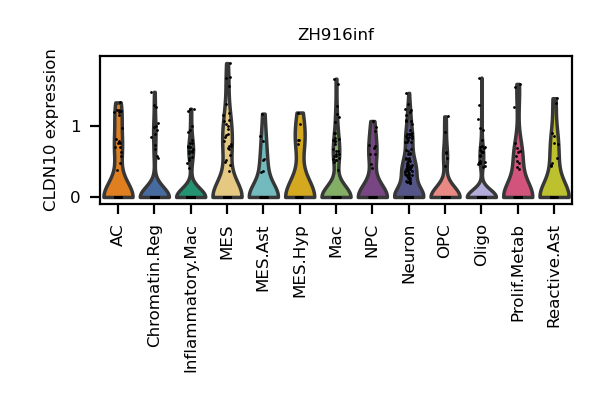 ZH916inf
CLDN10 expression
1
0
AC
Chromatin.Reg
Inflammatory.Mac
MES
MES.Ast
MES.Hyp
Mac
NPC
Neuron
OPC
Oligo
Prolif.Metab
Reactive.Ast